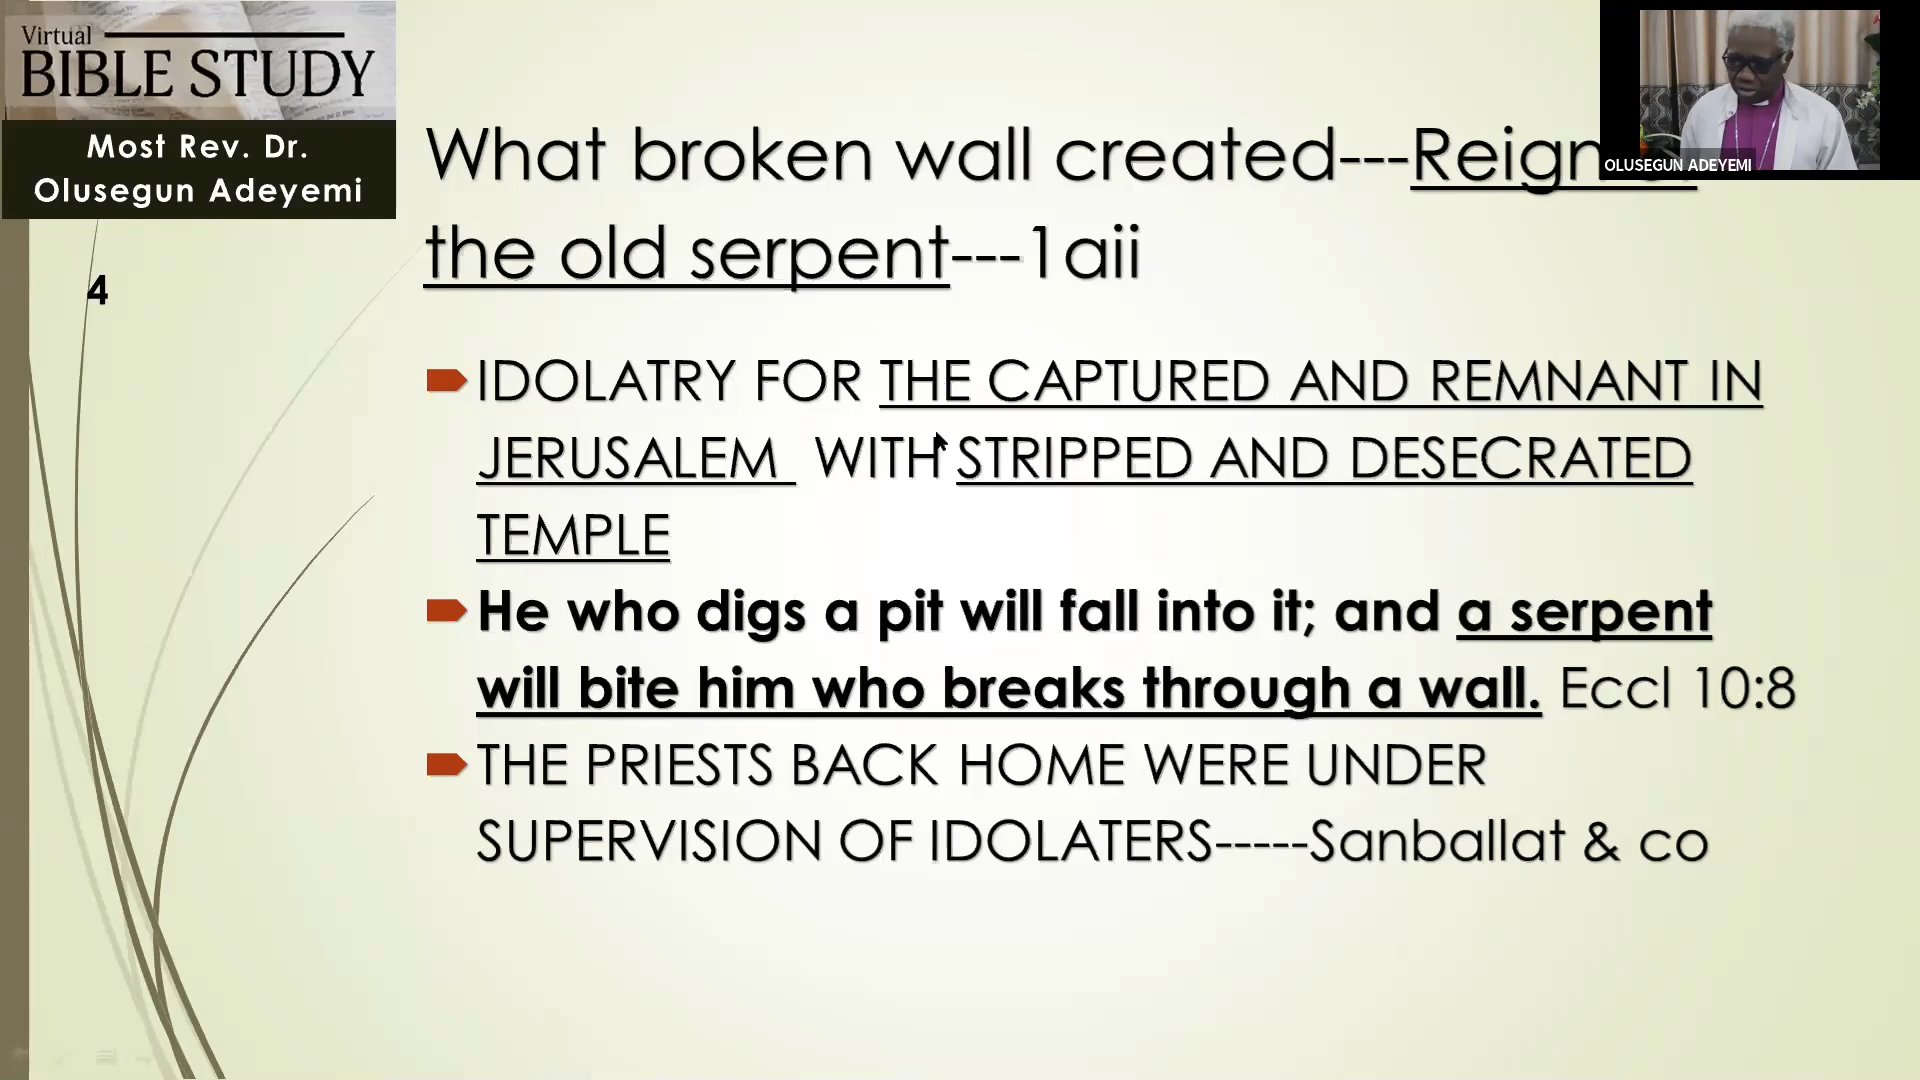 Virtual
BIBLE STUDY
Most Rev. Dr.
Olusegun Adeyemi
OLUSEGUN ADEYEMI
4
What broken wall created---Reign
the old serpent---1aii
IDOLATRY FOR THE CAPTURED AND REMNANT IN
JERUSALEM WITH STRIPPED AND DESECRATED
TEMPLE
He who digs a pit will fall into it; and a serpent
will bite him who breaks through a wall. Eccl 10:8
THE PRIESTS BACK HOME WERE UNDER
SUPERVISION OF IDOLATERS-----Sanballat & co